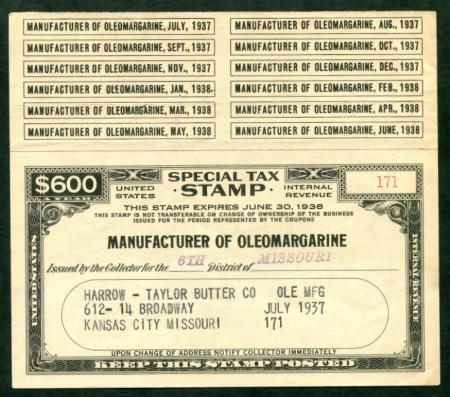 MANUFACTURER OF OLEOMARGARINE, JULY, 1937
MANUFACTURER OF OLEOMARGARINE, AUG., 1937
MANUFACTURER OF OLEOMARGARINE, SEPT., 1937
MANUFACTURER OF OLEOMARGARINE, OCT., 1937
MANUFACTURER OF OLEOMARGARINE, NOV., 1937
MANUFACTURER OF OLEOMARGARINE, DEC., 1937
MANUFACTURER OF OLEOMARGARINE, JAN., 1938
MANUFACTURER OF OLEOMARGARINE, FEB., 1938
MANUFACTURER OF OLEOMARGARINE, MAR., 1938
MANUFACTURER OF OLEOMARGARINE, APR., 1938
MANUFACTURER OF OLEOMARGARINE, MAY, 1938
MANUFACTURER OF OLEOMARGARINE, JUNE, 1938
$600
A YEAR
UNITED STATES
SPECIAL TAX
STAMP
INTERNAL REVENUE
171
THIS STAMP EXPIRES JUNE 30, 1938
THIS STAMP IS NOT TRANSFERABLE ON CHANGE OF OWNERSHIP OF THE BUSINESS
ISSUED FOR THE PERIOD REPRESENTED BY THE COUPONS
MANUFACTURER OF OLEOMARGARINE
Issued by the Collector for the 6TH District of MISSOURI
UNITED STATES
INTERNAL REVENUE
HARROW - TAYLOR BUTTER CO OLE MFG
612- 14 BROADWAY JULY 1937
KANSAS CITY MISSOURI 171
UPON CHANGE OF ADDRESS NOTIFY COLLECTOR IMMEDIATELY
KEEP THIS STAMP POSTED